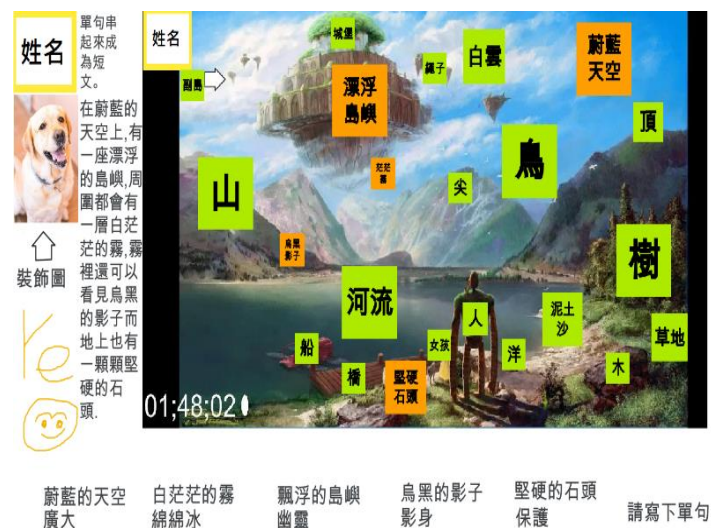 姓名
單句串
起來成
為短
文。
在蔚藍的
天空上,有
一座漂浮
的島嶼,周
圍都會有
一層白茫
茫的霧,霧
裡還可以
看見烏黑
的影子而
地上也有
一顆顆堅
硬的石
頭.
裝飾圖
Ye
姓名
城堡
副島
漂浮
島嶼
繩子
白雲
蔚藍
天空
頂
茫茫
霧
尖
鳥
山
烏黑
影子
樹
河流
人
泥土
沙
船
女孩
洋
草地
橋
堅硬
石頭
木
01;48;02
蔚藍的天空
廣大
白茫茫的霧
綿綿冰
飄浮的島嶼
幽靈
烏黑的影子
影身
堅硬的石頭
保護
請寫下單句